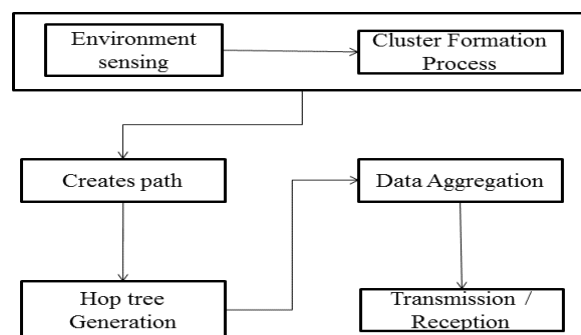 Environment
sensing
Cluster Formation
Process
Creates path
Data Aggregation
Hop tree
Generation
Transmission /
Reception